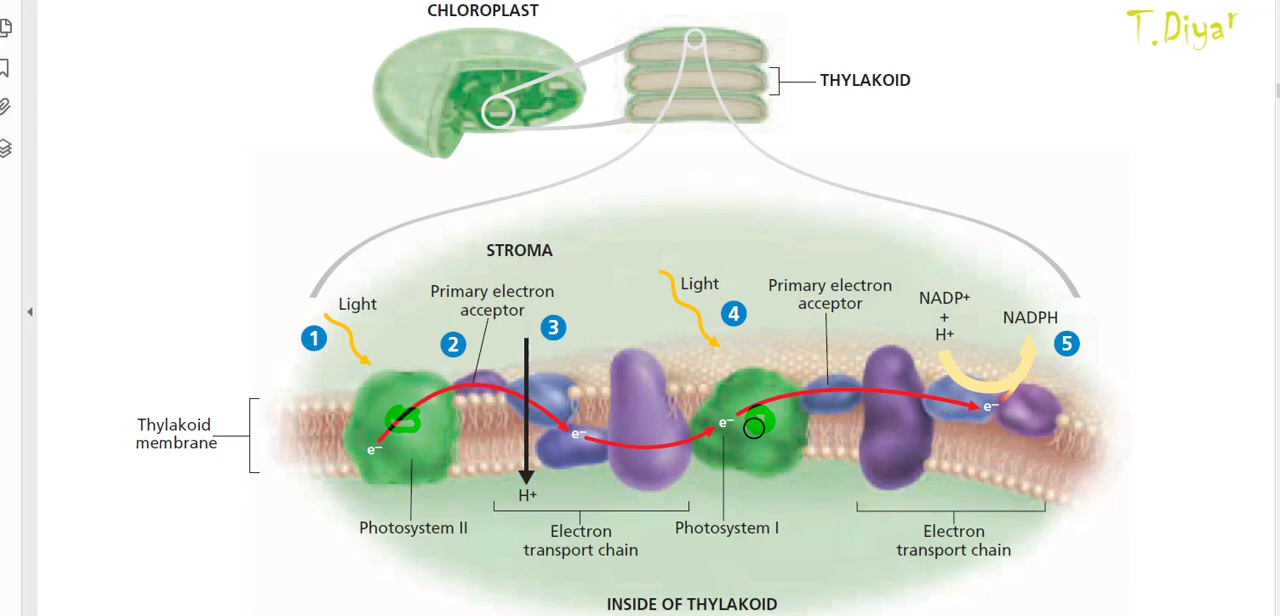 CHLOROPLAST
T.Diyar
THYLAKOID
STROMA
Light
Primary electron
acceptor
1
2
3
Light
4
Primary electron
acceptor
NADP+
+
H+
NADPH
5
Thylakoid
membrane
e–
e–
e–
e–
H+
Photosystem II
Electron
transport chain
Photosystem I
Electron
transport chain
INSIDE OF THYLAKOID